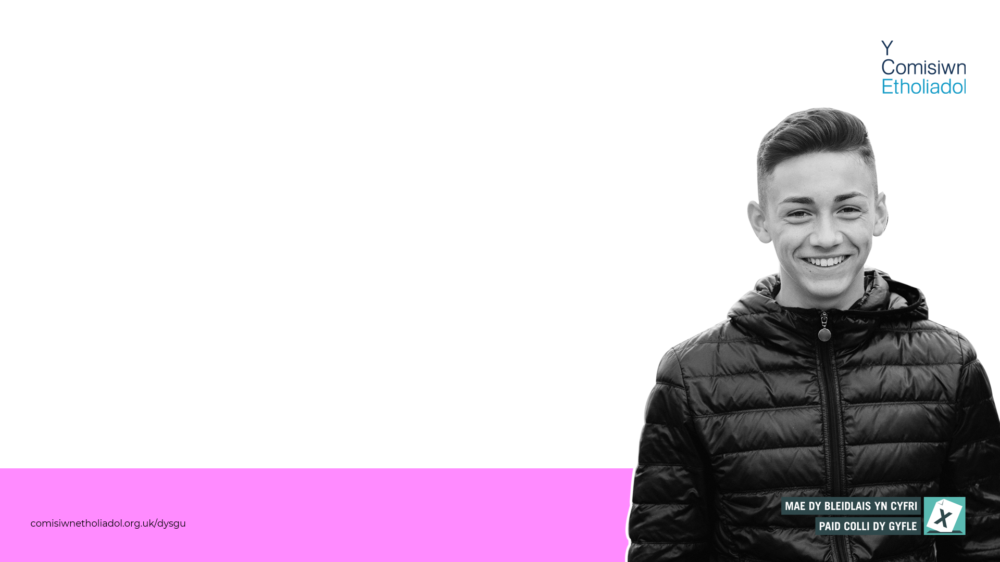 Y
Comisiwn
Etholiadol
MAE DY BLEIDLAIS YN CYFRI
PAID COLLI DY GYFLE
X
comisiwnetholiadol.org.uk/dysgu